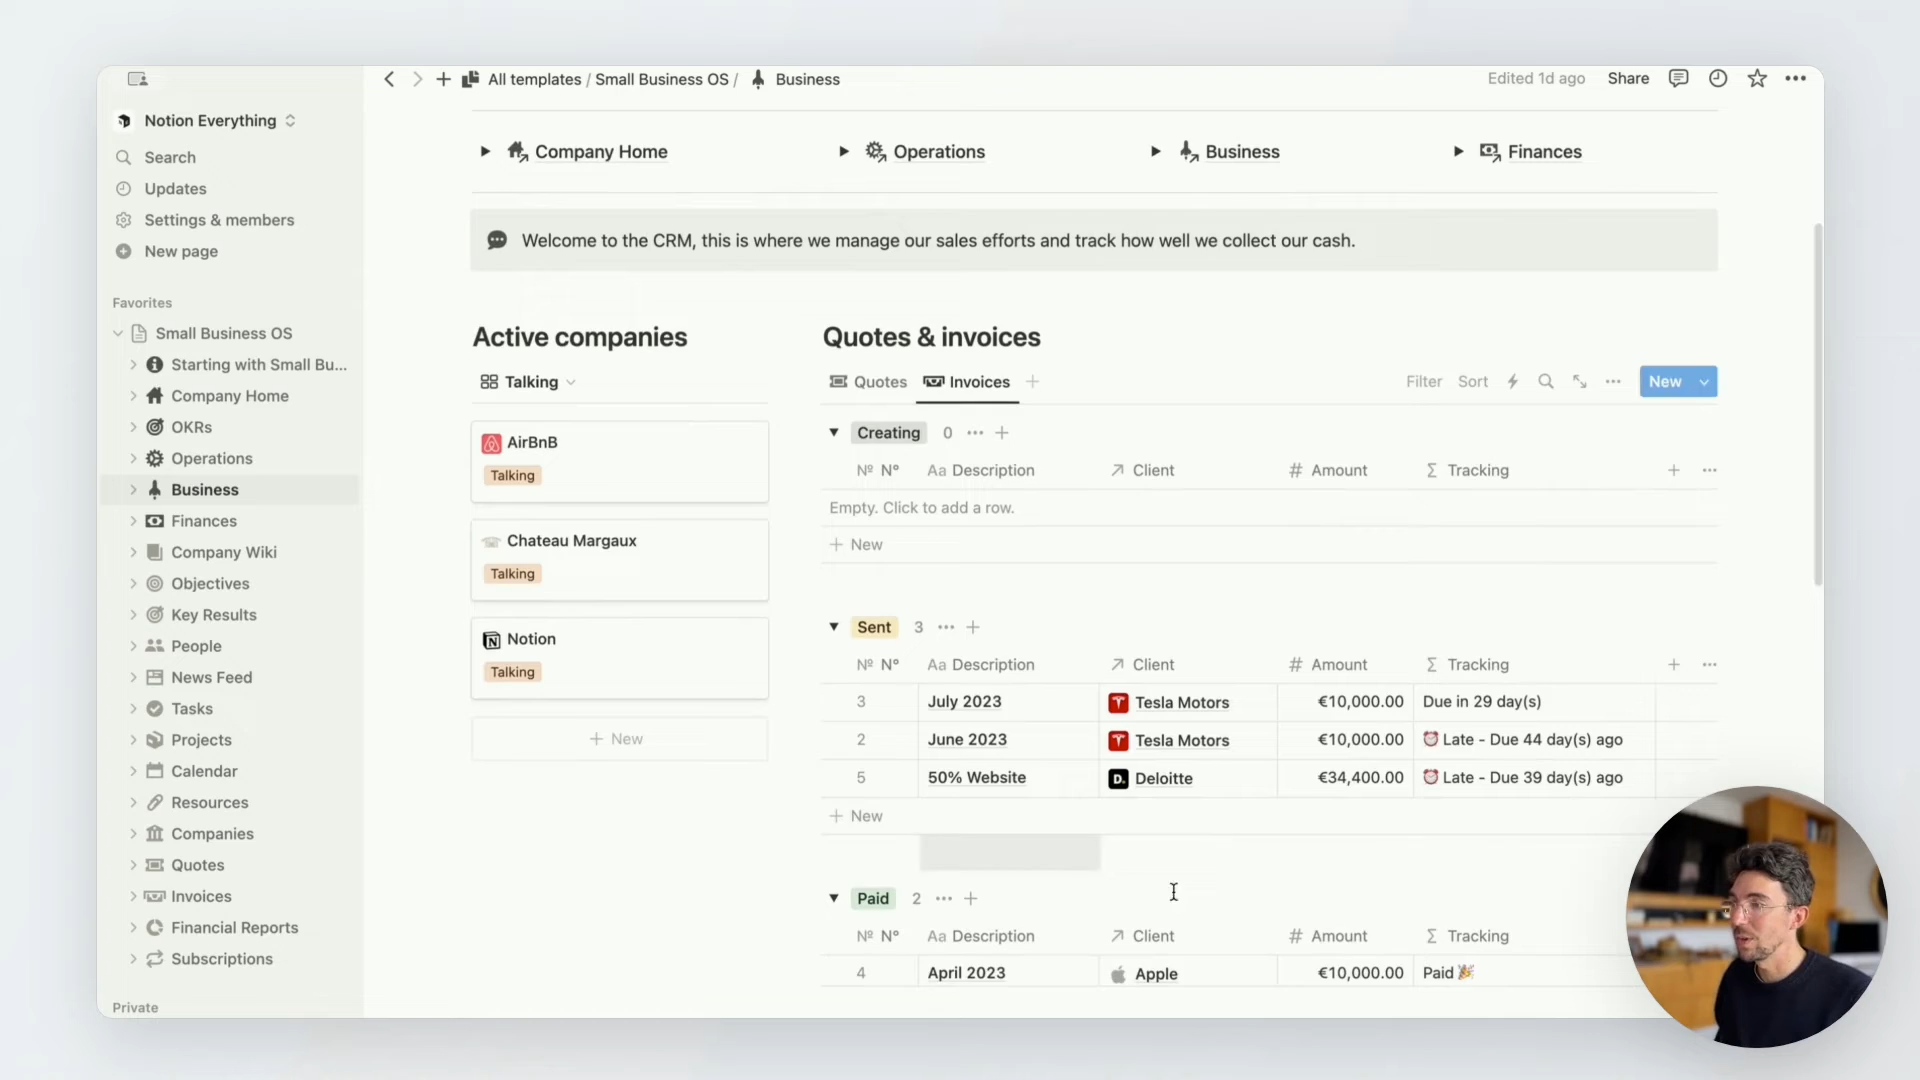 All templates / Small Business OS / Business
Edited 1d ago Share
Notion Everything
Search
Updates
Settings & members
New page
Favorites
Small Business OS
Starting with Small Bu...
Company Home
OKRs
Operations
Business
Finances
Company Wiki
Objectives
Key Results
People
News Feed
Tasks
Projects
Calendar
Resources
Companies
Quotes
Invoices
Financial Reports
Subscriptions
Private
Company Home Operations Business Finances
Welcome to the CRM, this is where we manage our sales efforts and track how well we collect our cash.
Active companies
Talking
AirBnB
Talking
Chateau Margaux
Talking
Notion
Talking
+ New
Quotes & invoices
Quotes Invoices +
Filter Sort ••• New
Creating 0 ••• +
Nº N° Aa Description Client # Amount Σ Tracking + •••
Empty. Click to add a row.
+ New
Sent 3 ••• +
Nº N° Aa Description Client # Amount Σ Tracking + •••
3 July 2023 Tesla Motors €10,000.00 Due in 29 day(s)
2 June 2023 Tesla Motors €10,000.00 ⏰ Late - Due 44 day(s) ago
5 50% Website D. Deloitte €34,400.00 ⏰ Late - Due 39 day(s) ago
+ New
Paid 2 ••• +
Nº N° Aa Description Client # Amount Σ Tracking
4 April 2023 Apple €10,000.00 Paid 🎉